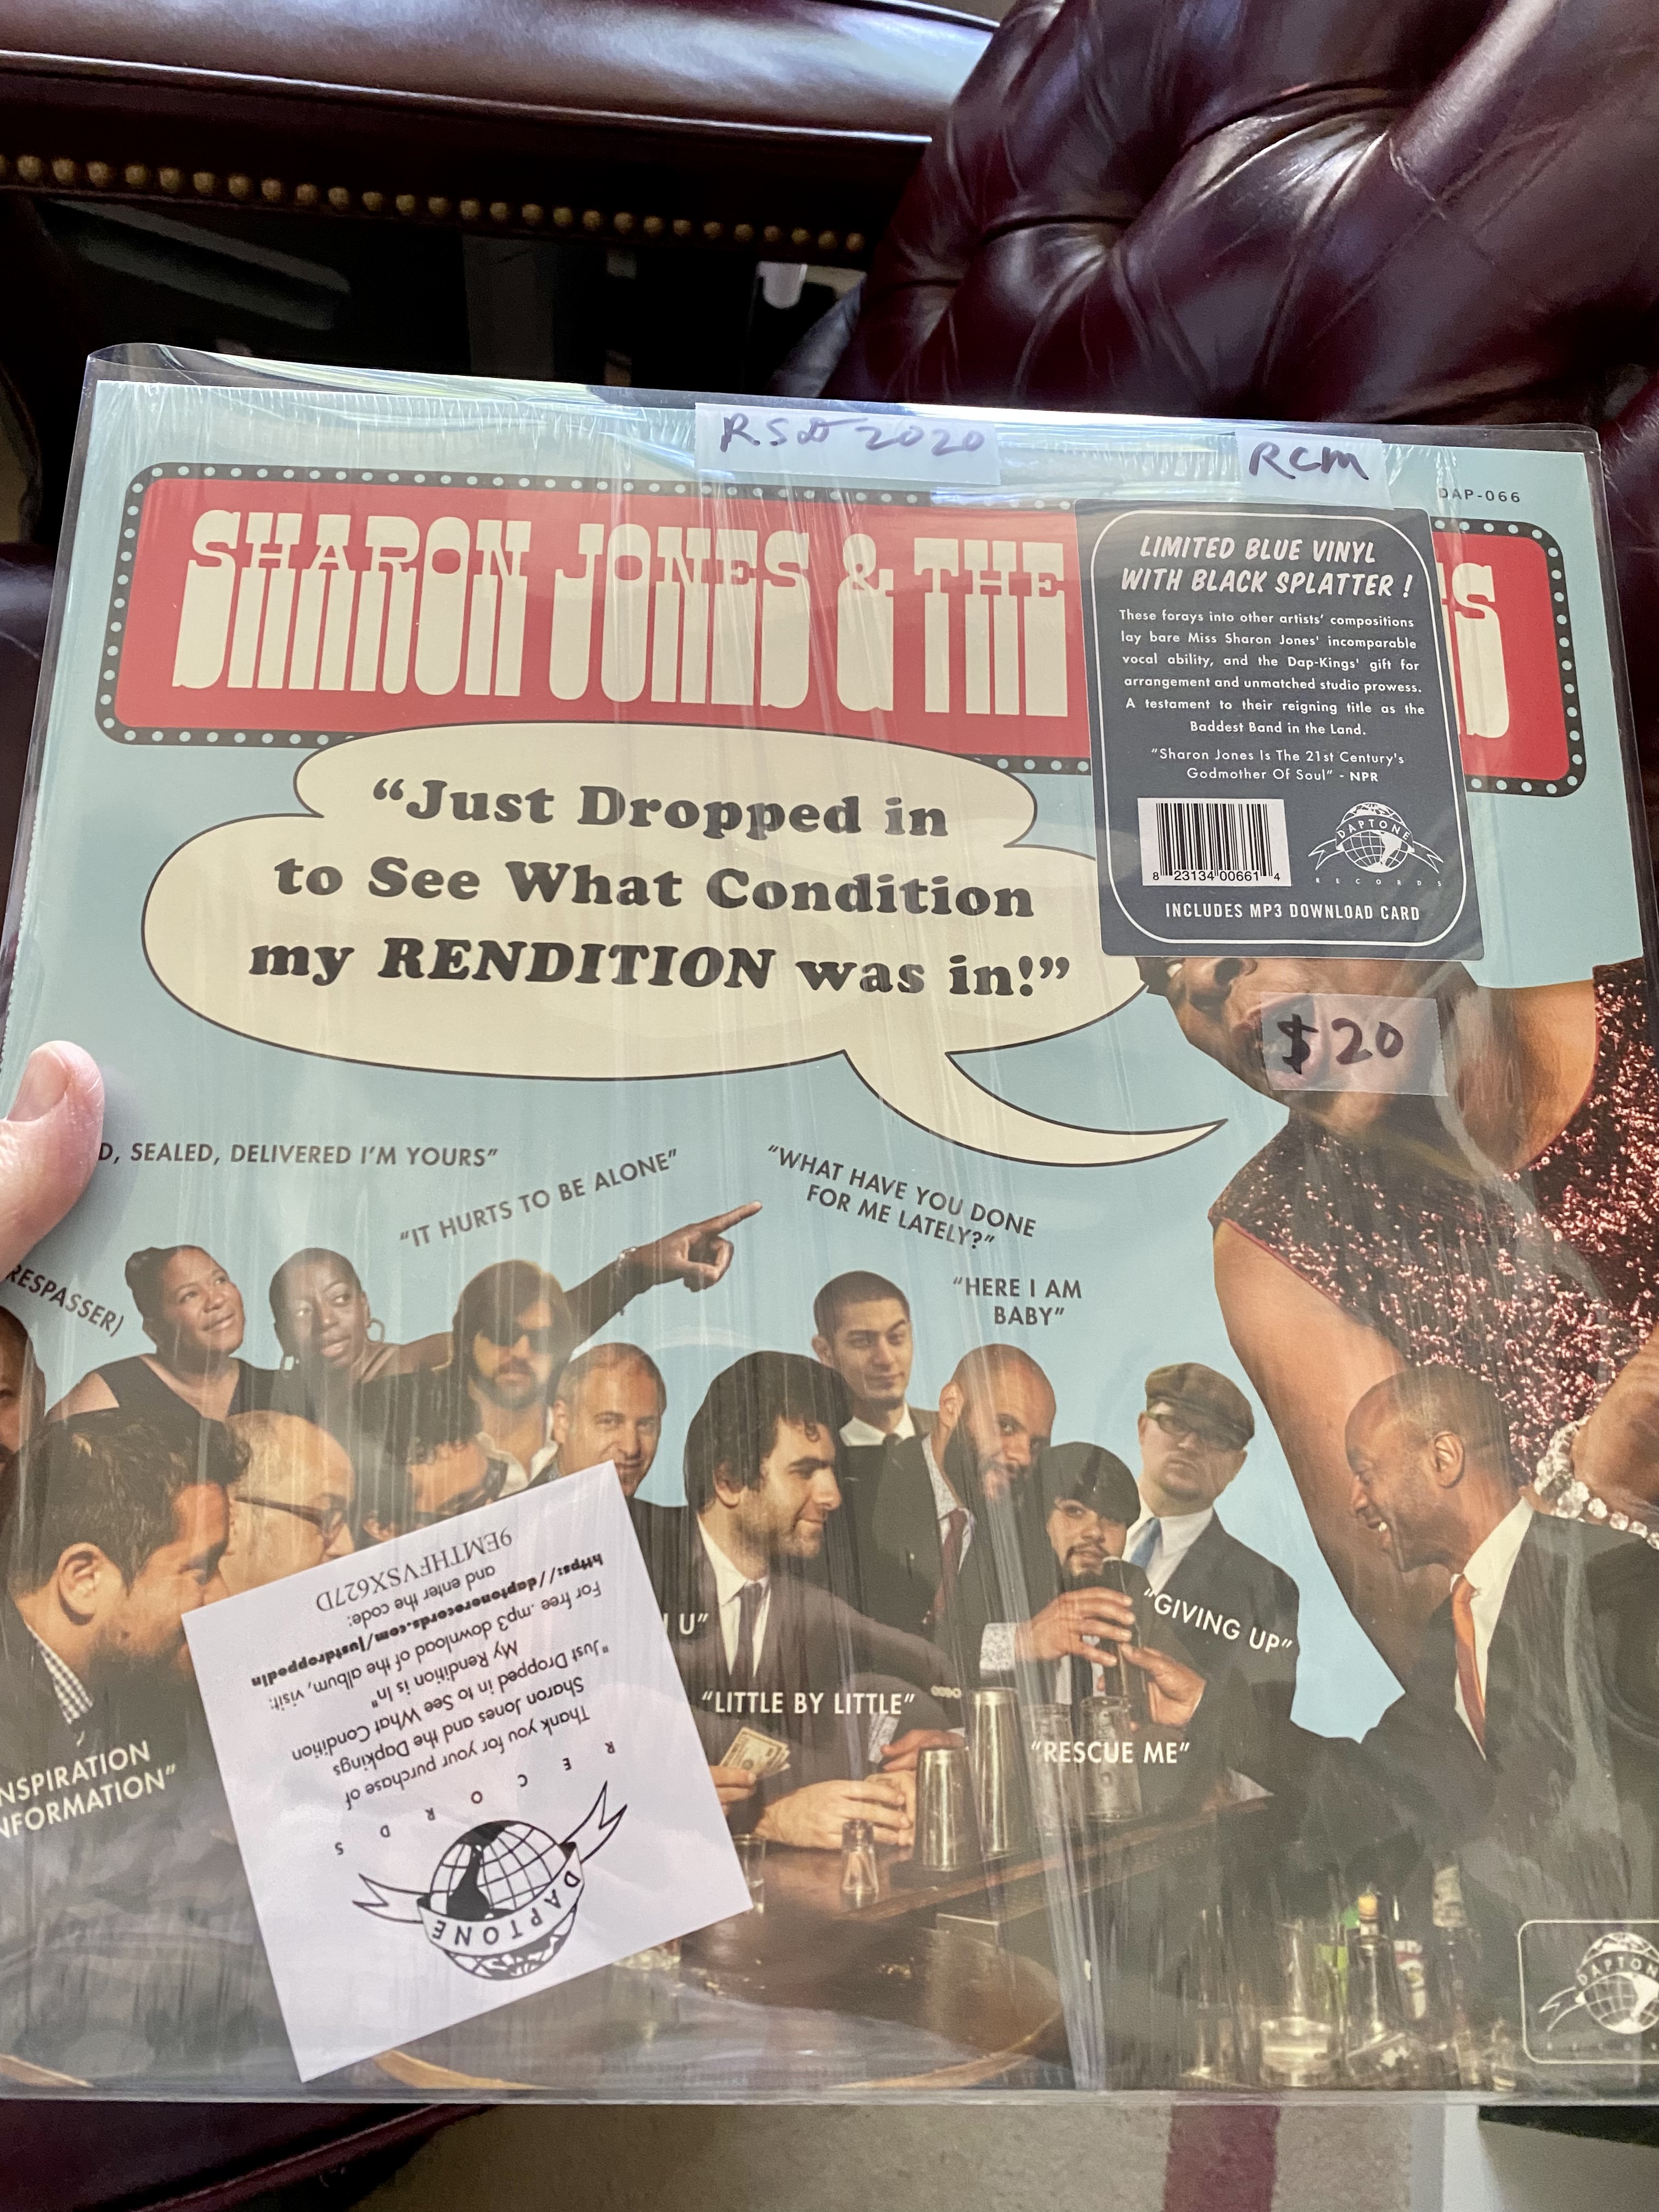 RSD 2020
RCM
DAP-066
SHARON JONES & THE
LIMITED BLUE VINYL
WITH BLACK SPLATTER !
These forays into other artists' compositions
lay bare Miss Sharon Jones' incomparable
vocal ability, and the Dap-Kings' gift for
arrangement and unmatched studio prowess.
A testament to their reigning title as the
Baddest Band in the Land.
"Sharon Jones Is The 21st Century's
Godmother Of Soul" - NPR
8 23134 00661 4
DAPTONE
RECORDS
INCLUDES MP3 DOWNLOAD CARD
GS
"Just Dropped in
to See What Condition
my RENDITION was in!"
$20
D, SEALED, DELIVERED I'M YOURS"
"IT HURTS TO BE ALONE"
"WHAT HAVE YOU DONE
FOR ME LATELY?"
"HERE I AM
BABY"
RESPASSER)
"GIVING UP"
U"
"LITTLE BY LITTLE"
"RESCUE ME"
NSPIRATION
NFORMATION"
DAPTONE
RECORDS
Thank you for your purchase of
Sharon Jones and the Dapkings
"Just Dropped in to See What Condition
My Rendition is In"
For free .mp3 download of the album, visit:
https://daptonerecords.com/justdroppedin
and enter the code:
9EMTHFVSX627D
DAPTON